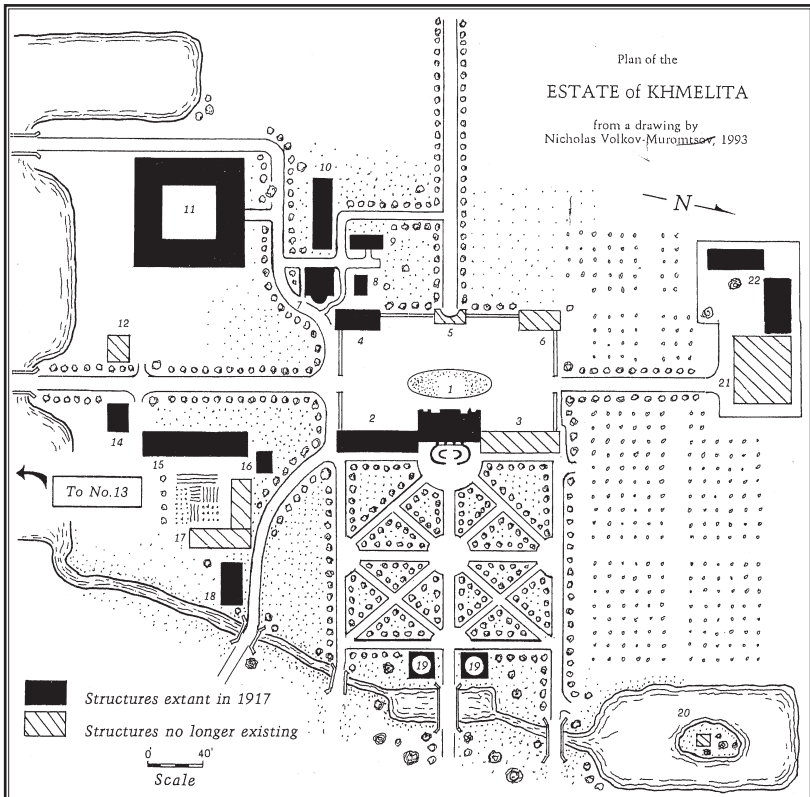 Plan of the
ESTATE of KHMELITA
from a drawing by
Nicholas Volkov-Muromtsov, 1993
N
10
11
9
8
7
22
12
4
5
6
1
21
14
2
3
15
16
To No.13
17
18
19
19
20
Structures extant in 1917
Structures no longer existing
0 40'
Scale